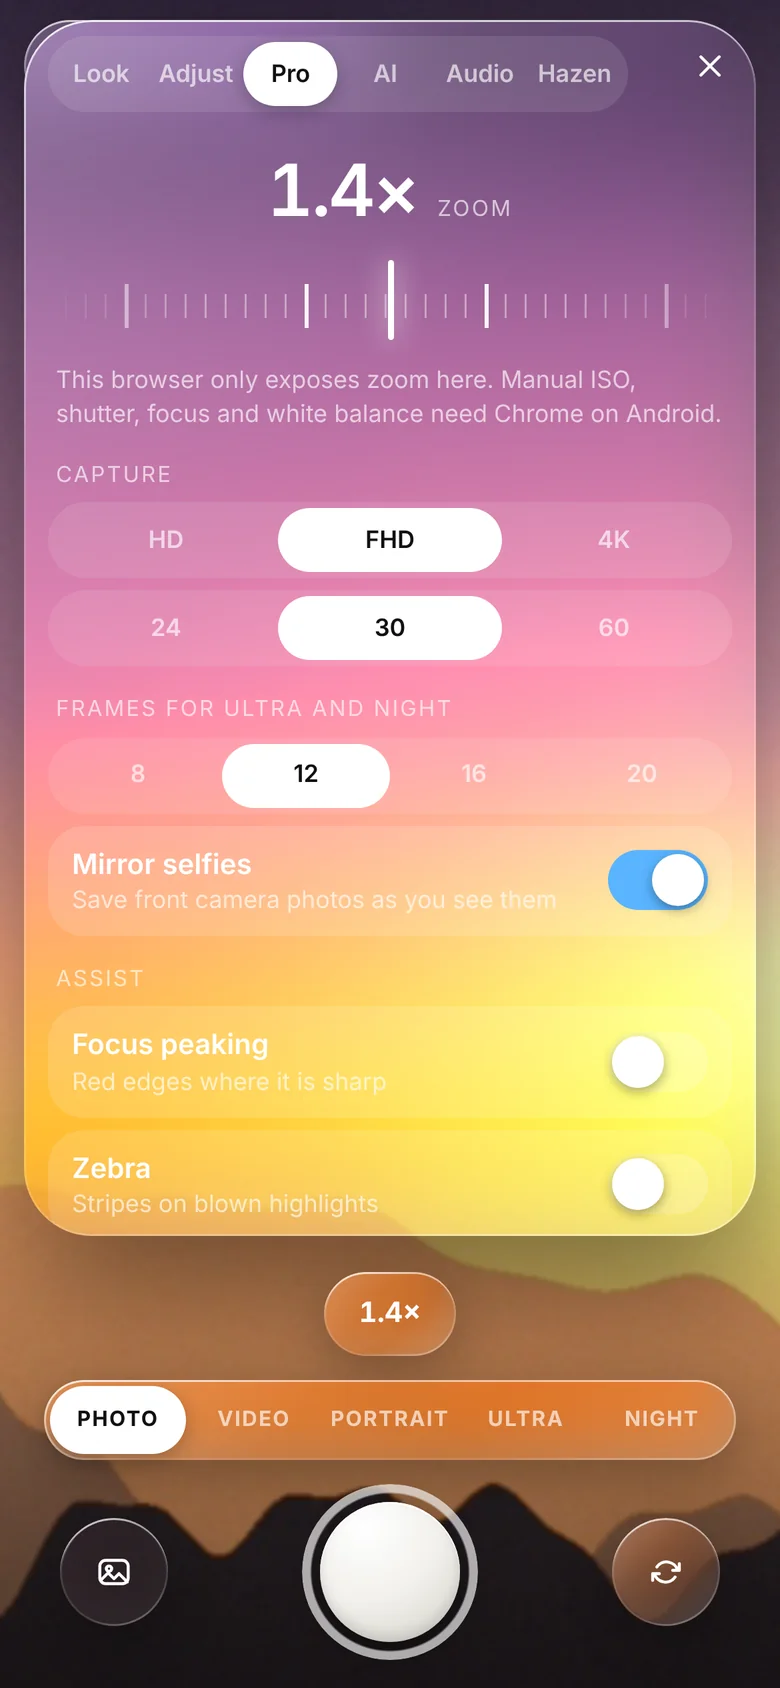 Look Adjust Pro AI Audio Hazen
1.4× ZOOM
This browser only exposes zoom here. Manual ISO,
shutter, focus and white balance need Chrome on Android.
CAPTURE
HD FHD 4K
24 30 60
FRAMES FOR ULTRA AND NIGHT
8 12 16 20
Mirror selfies
Save front camera photos as you see them
ASSIST
Focus peaking
Red edges where it is sharp
Zebra
Stripes on blown highlights
1.4×
PHOTO VIDEO PORTRAIT ULTRA NIGHT